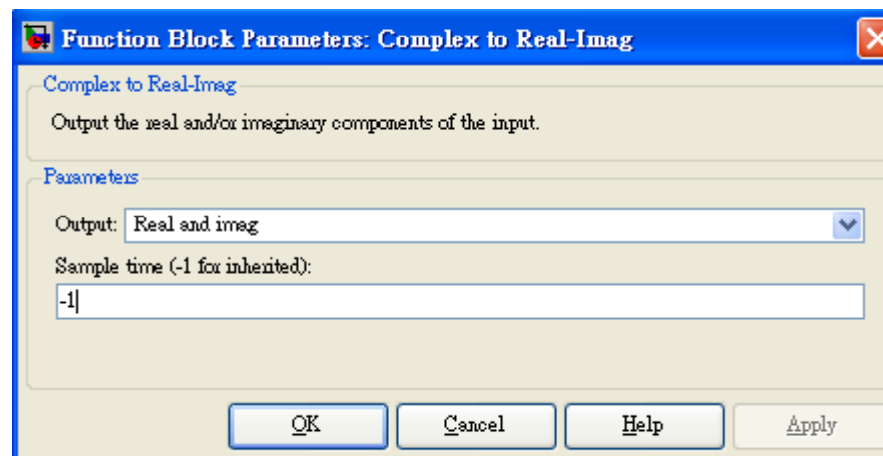 Function Block Parameters: Complex to Real-Imag
Complex to Real-Imag
Output the real and/or imaginary components of the input.
Parameters
Output: Real and imag
Sample time (-1 for inherited):
-1
OK Cancel Help Apply